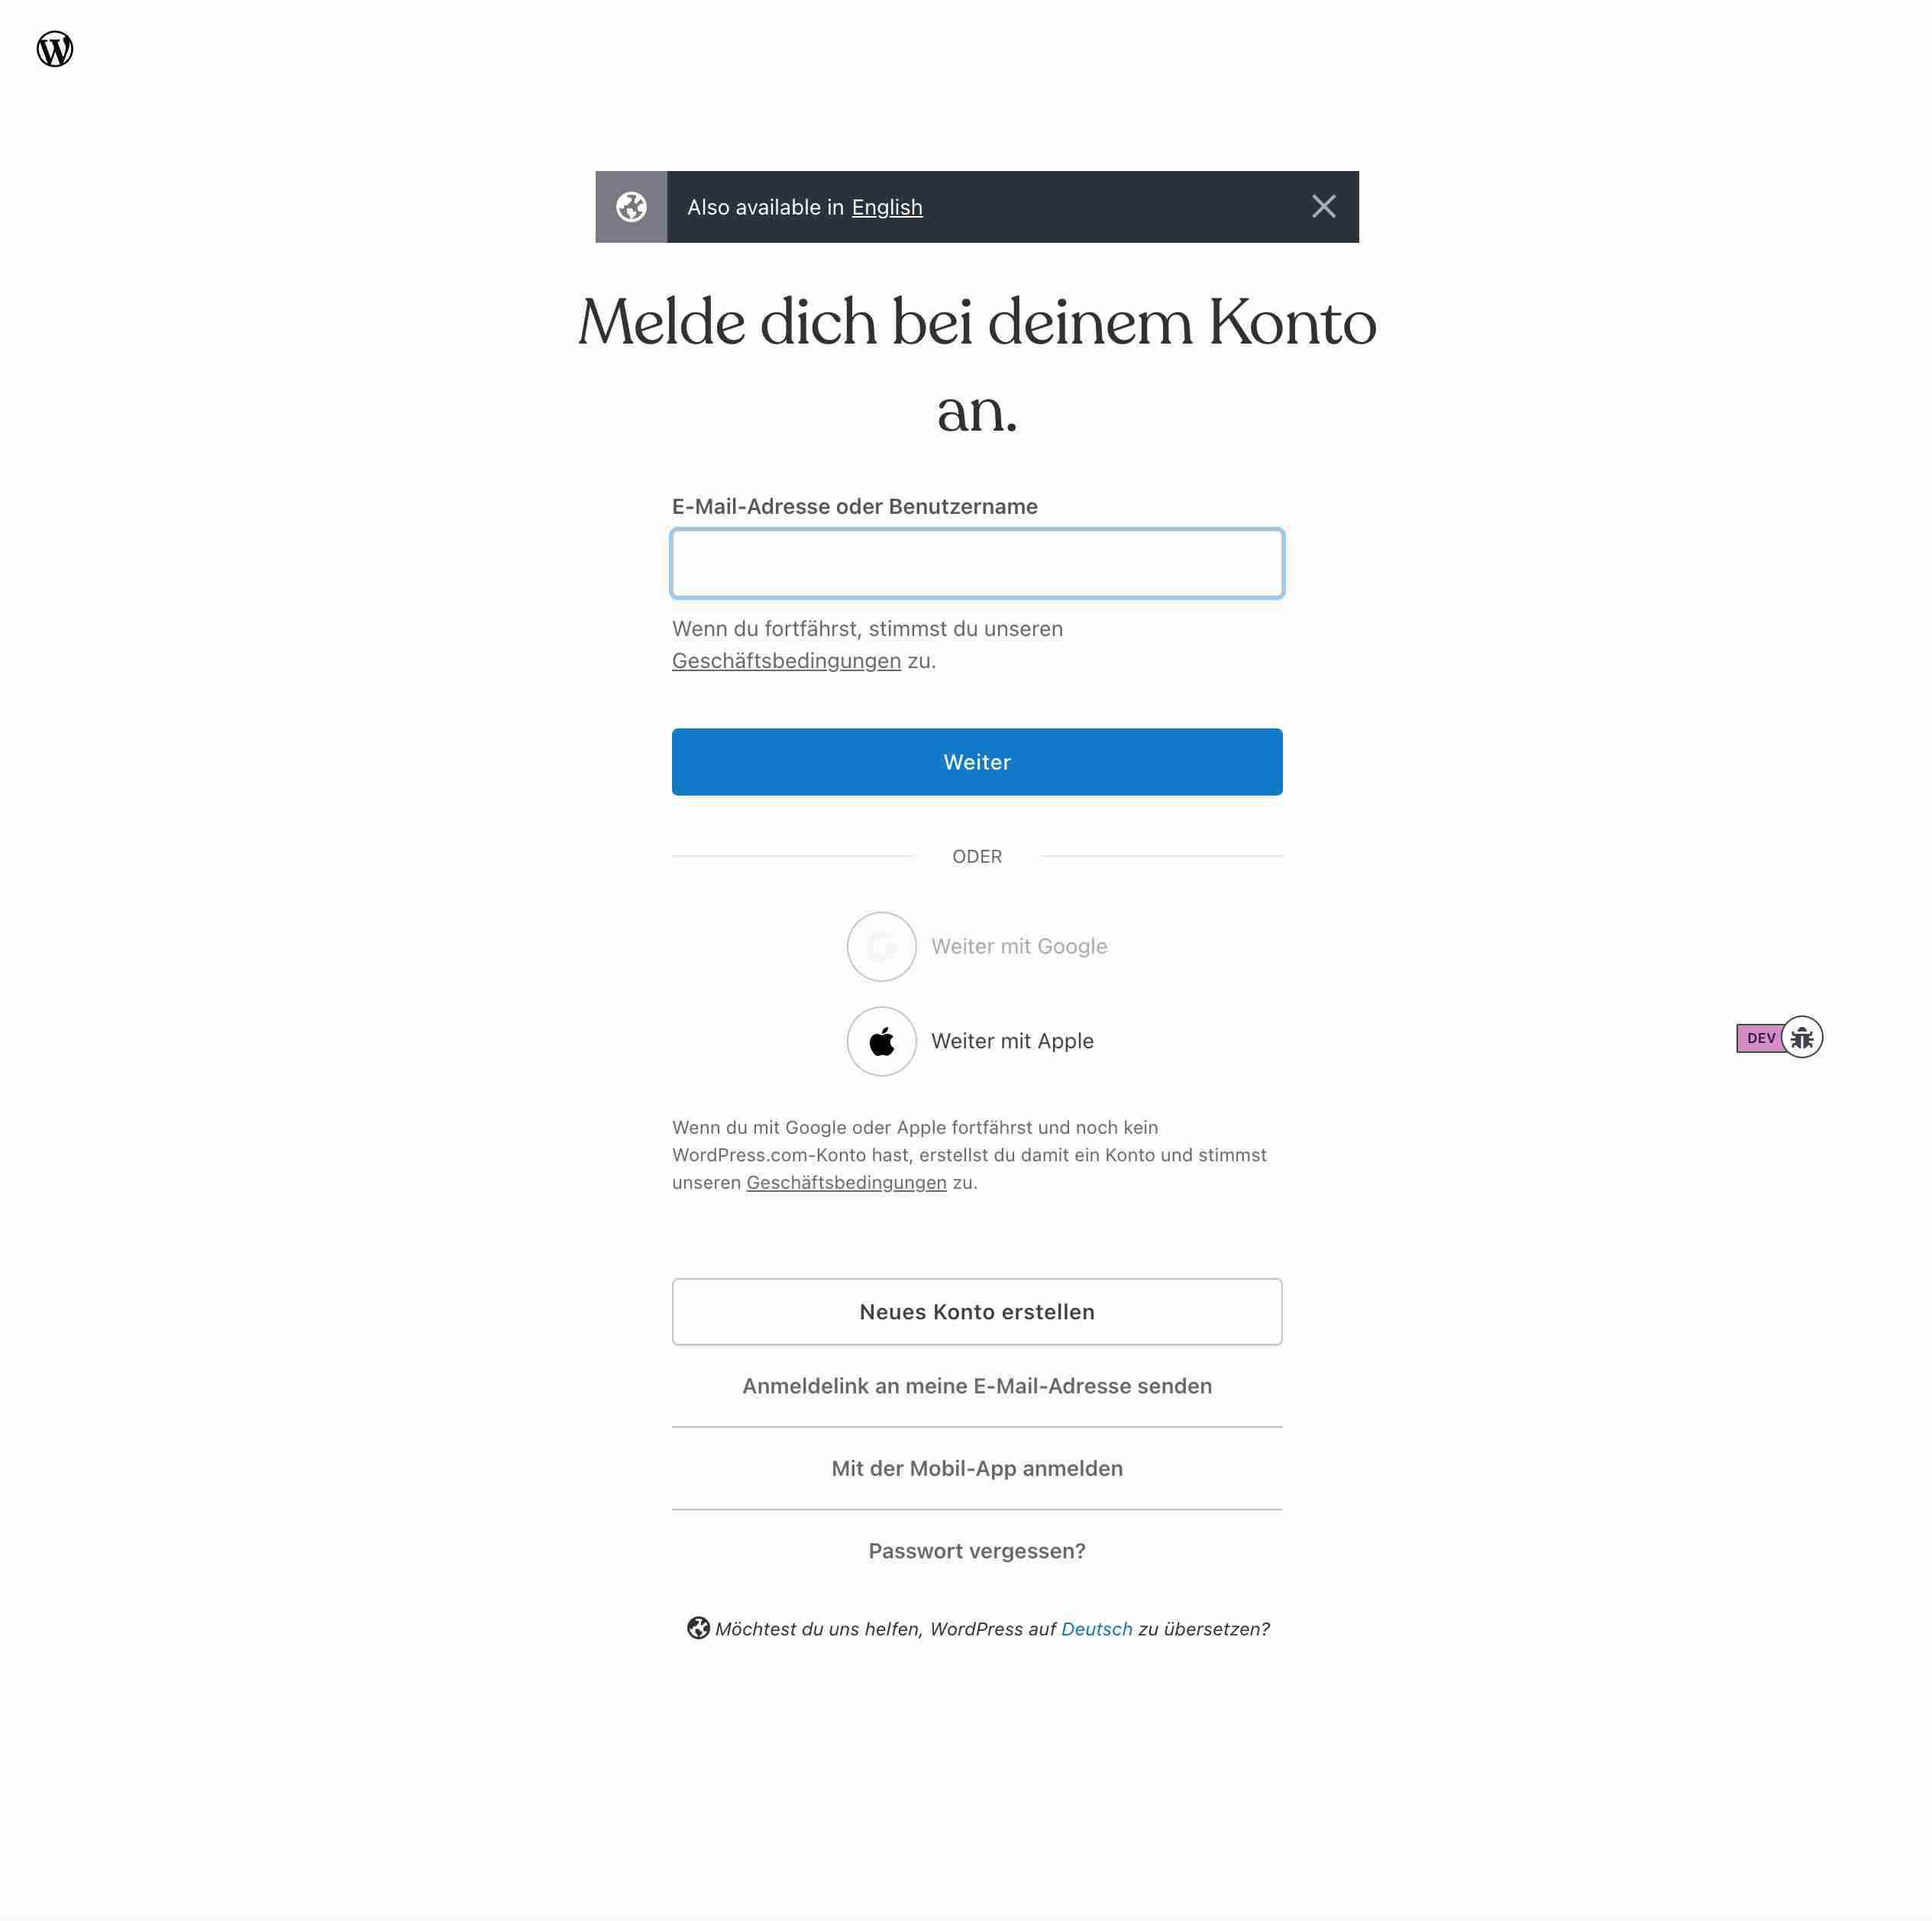 Also available in English
Melde dich bei deinem Konto
an.
E-Mail-Adresse oder Benutzername
Wenn du fortfährst, stimmst du unseren
Geschäftsbedingungen zu.
Weiter
ODER
Weiter mit Google
Weiter mit Apple
DEV
Wenn du mit Google oder Apple fortfährst und noch kein
WordPress.com-Konto hast, erstellst du damit ein Konto und stimmst
unseren Geschäftsbedingungen zu.
Neues Konto erstellen
Anmeldelink an meine E-Mail-Adresse senden
Mit der Mobil-App anmelden
Passwort vergessen?
Möchtest du uns helfen, WordPress auf Deutsch zu übersetzen?